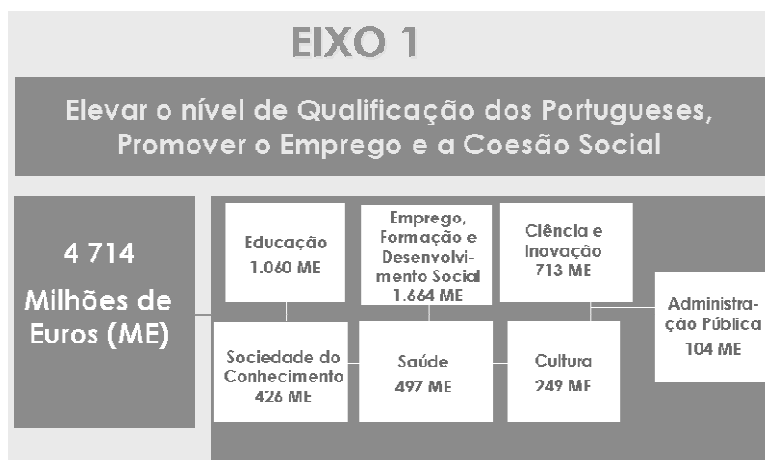 EIXO 1
Elevar o nível de Qualificação dos Portugueses,
Promover o Emprego e a Coesão Social
4 714
Milhões de
Euros (ME)
Educação
1.060 ME
Emprego,
Formação e
Desenvolvi-
mento Social
1.664 ME
Ciência e
Inovação
713 ME
Administra-
ção Pública
104 ME
Sociedade do
Conhecimento
426 ME
Saúde
497 ME
Cultura
249 ME